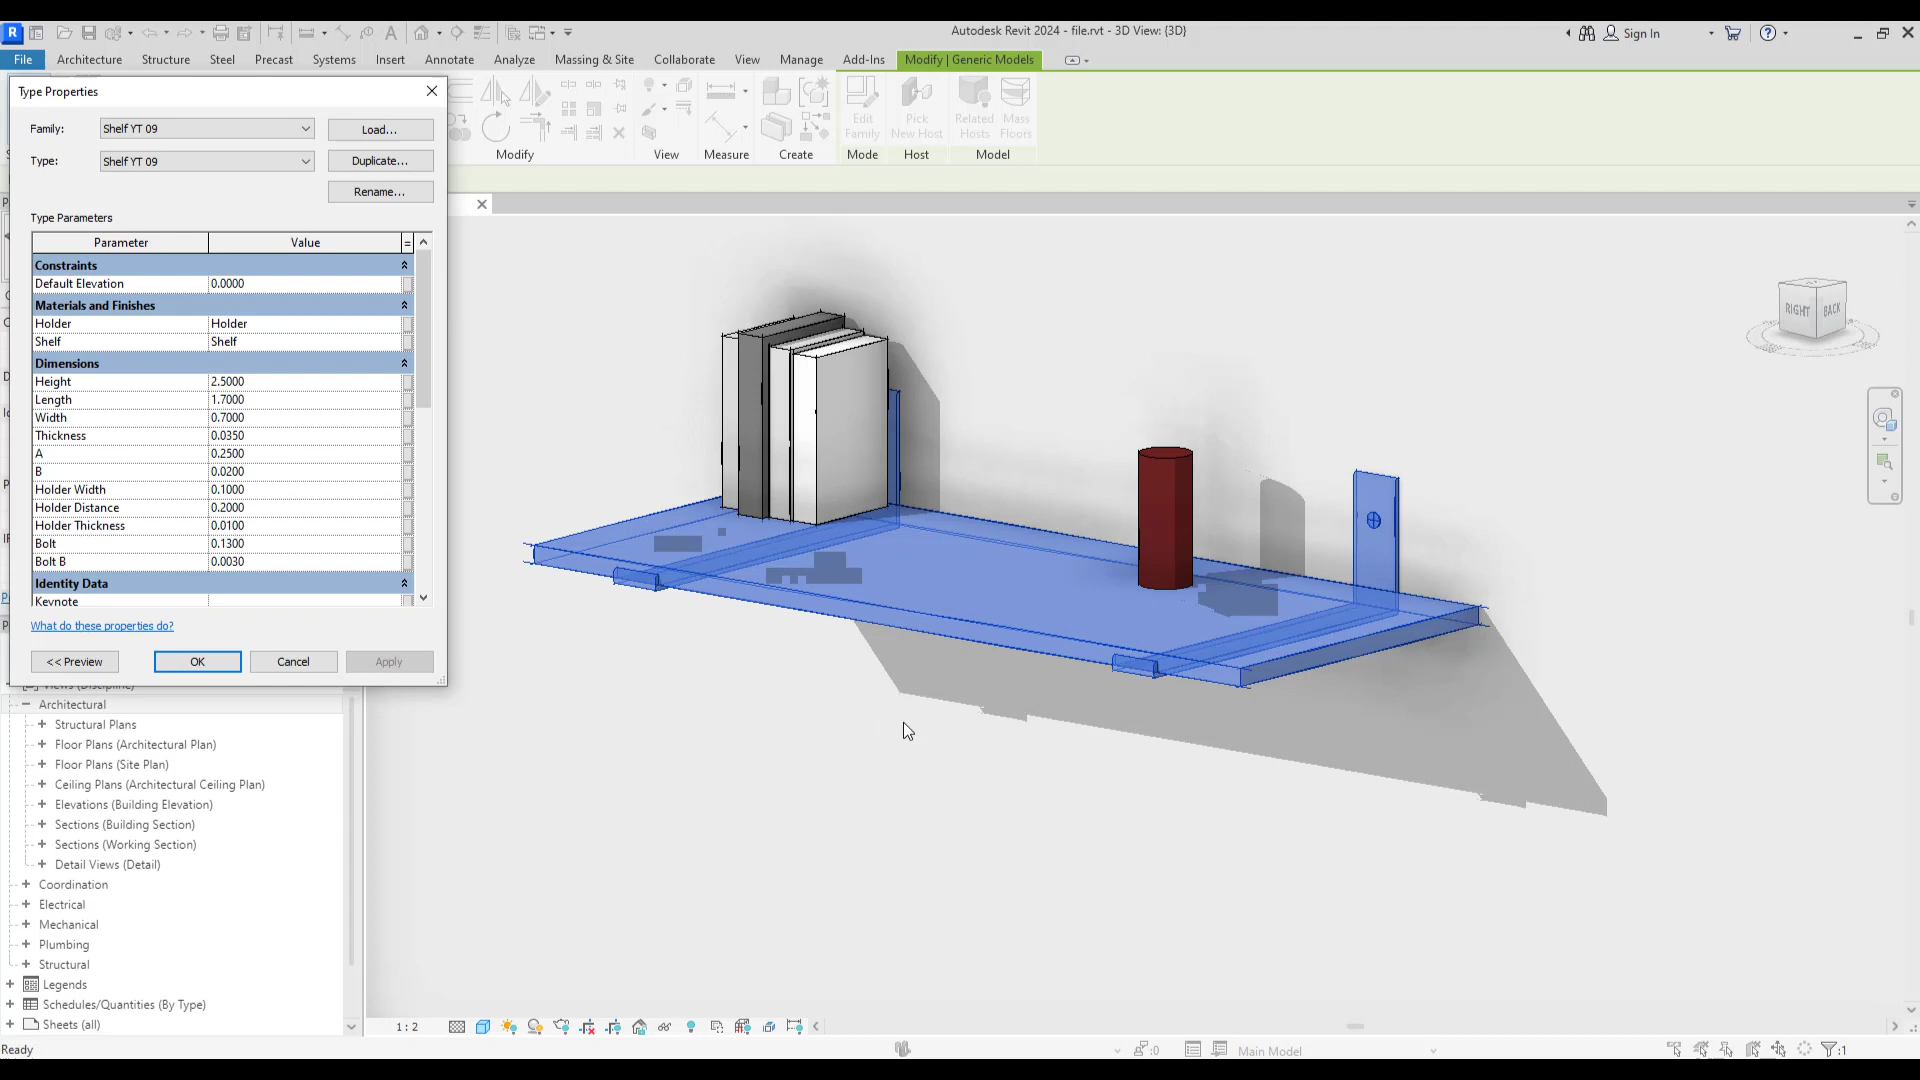 R
Autodesk Revit 2024 - file.rvt - 3D View: {3D}
Sign In
File Architecture Structure Steel Precast Systems Insert Annotate Analyze Massing & Site Collaborate View Manage Add-Ins Modify | Generic Models
Type Properties
Family: Shelf YT 09 Load...
Type: Shelf YT 09 Duplicate...
Rename...
Edit Family
Pick New Host
Related Hosts
Mass Floors
Modify View Measure Create Mode Host Model
Type Parameters
Parameter Value =
Constraints
Default Elevation 0.0000
Materials and Finishes
Holder Holder
Shelf Shelf
Dimensions
Height 2.5000
Length 1.7000
Width 0.7000
Thickness 0.0350
A 0.2500
B 0.0200
Holder Width 0.1000
Holder Distance 0.2000
Holder Thickness 0.0100
Bolt 0.1300
Bolt B 0.0030
Identity Data
Keynote
What do these properties do?
<< Preview OK Cancel Apply
RIGHT BACK
Views (Discipline)
Architectural
Structural Plans
Floor Plans (Architectural Plan)
Floor Plans (Site Plan)
Ceiling Plans (Architectural Ceiling Plan)
Elevations (Building Elevation)
Sections (Building Section)
Sections (Working Section)
Detail Views (Detail)
Coordination
Electrical
Mechanical
Plumbing
Structural
Legends
Schedules/Quantities (By Type)
Sheets (all)
1 : 2
Ready
:0
Main Model
:1